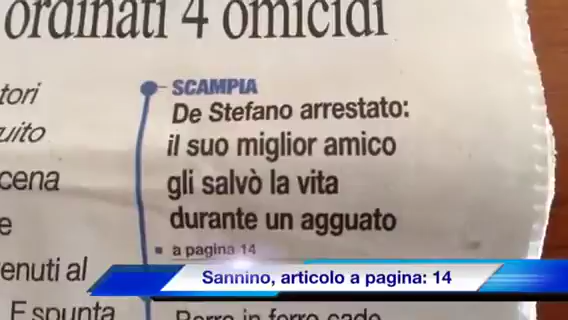 ordinati 4 omicidi
SCAMPIA
De Stefano arrestato:
il suo miglior amico
gli salvò la vita
durante un agguato
a pagina 14
tori
uito
cena
e
enuti al
E spunta
Sannino, articolo a pagina: 14